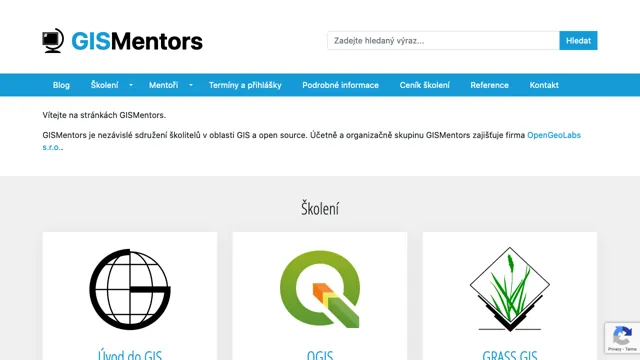 GISMentors
Zadejte hledaný výraz...
Hledat
Blog
Školení
Mentoři
Termíny a přihlášky
Podrobné informace
Ceník školení
Reference
Kontakt
Vítejte na stránkách GISMentors.
GISMentors je nezávislé sdružení školitelů v oblasti GIS a open source. Účetně a organizačně skupinu GISMentors zajišťuje firma OpenGeoLabs
s.r.o..
Školení
Úvod do GIS
QGIS
GRASS GIS
Privacy - Terms